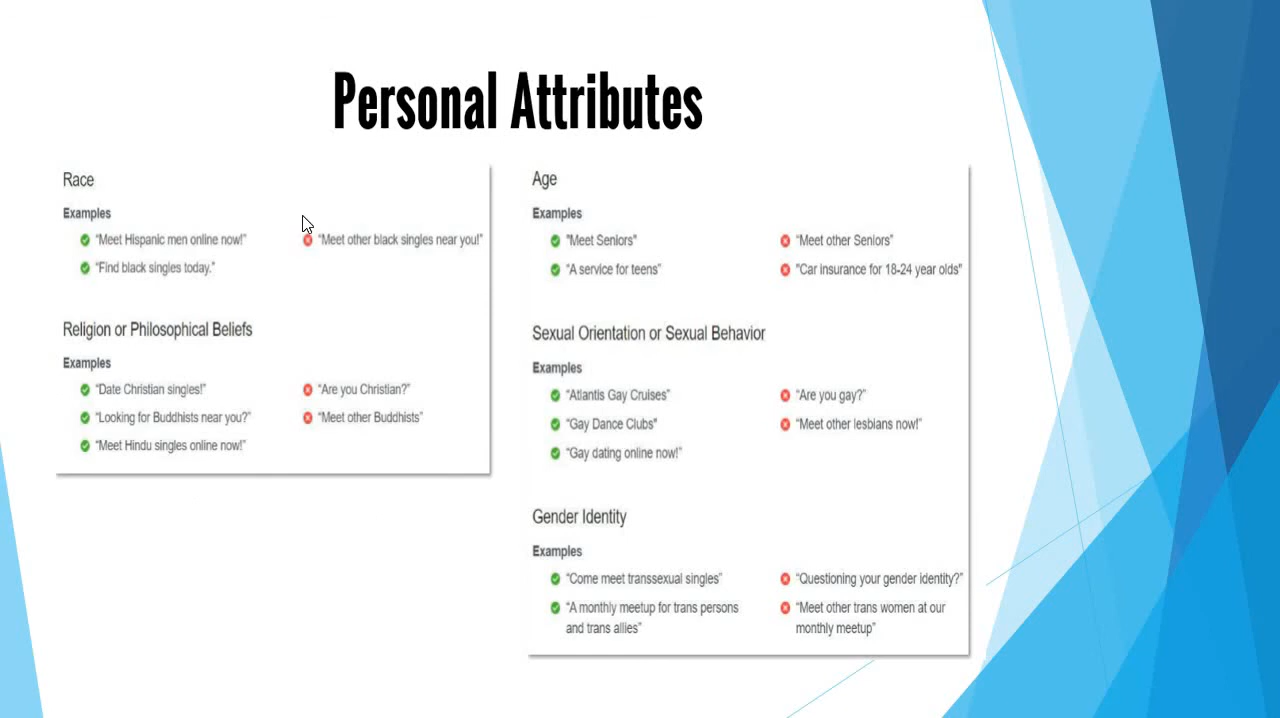 Personal Attributes
Race
Examples
“Meet Hispanic men online now!”
“Meet other black singles near you!”
“Find black singles today.”
Religion or Philosophical Beliefs
Examples
“Date Christian singles!”
“Are you Christian?”
“Looking for Buddhists near you?”
“Meet other Buddhists”
“Meet Hindu singles online now!”
Age
Examples
"Meet Seniors"
“Meet other Seniors”
“A service for teens”
"Car insurance for 18-24 year olds"
Sexual Orientation or Sexual Behavior
Examples
“Atlantis Gay Cruises”
“Are you gay?”
“Gay Dance Clubs"
“Meet other lesbians now!”
“Gay dating online now!”
Gender Identity
Examples
“Come meet transsexual singles”
“Questioning your gender identity?”
“A monthly meetup for trans persons
and trans allies”
“Meet other trans women at our
monthly meetup”